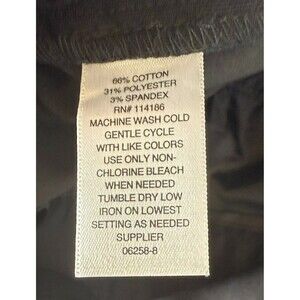 66% COTTON
31% POLYESTER
3% SPANDEX
RN# 114186
MACHINE WASH COLD
GENTLE CYCLE
WITH LIKE COLORS
USE ONLY NON-
CHLORINE BLEACH
WHEN NEEDED
TUMBLE DRY LOW
IRON ON LOWEST
SETTING AS NEEDED
SUPPLIER
06258-8